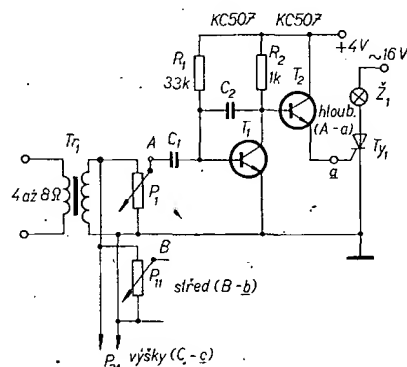 KC507 KC507
+4V
~16V
R1
33k
R2
1k
C2
T2
Ž1
hloub.
(A-a)
Tr1
A
C1
T1
a
Ty1
4 až 8Ω
P1
B
P11
střed (B-b)
P21
výšky (C-c)